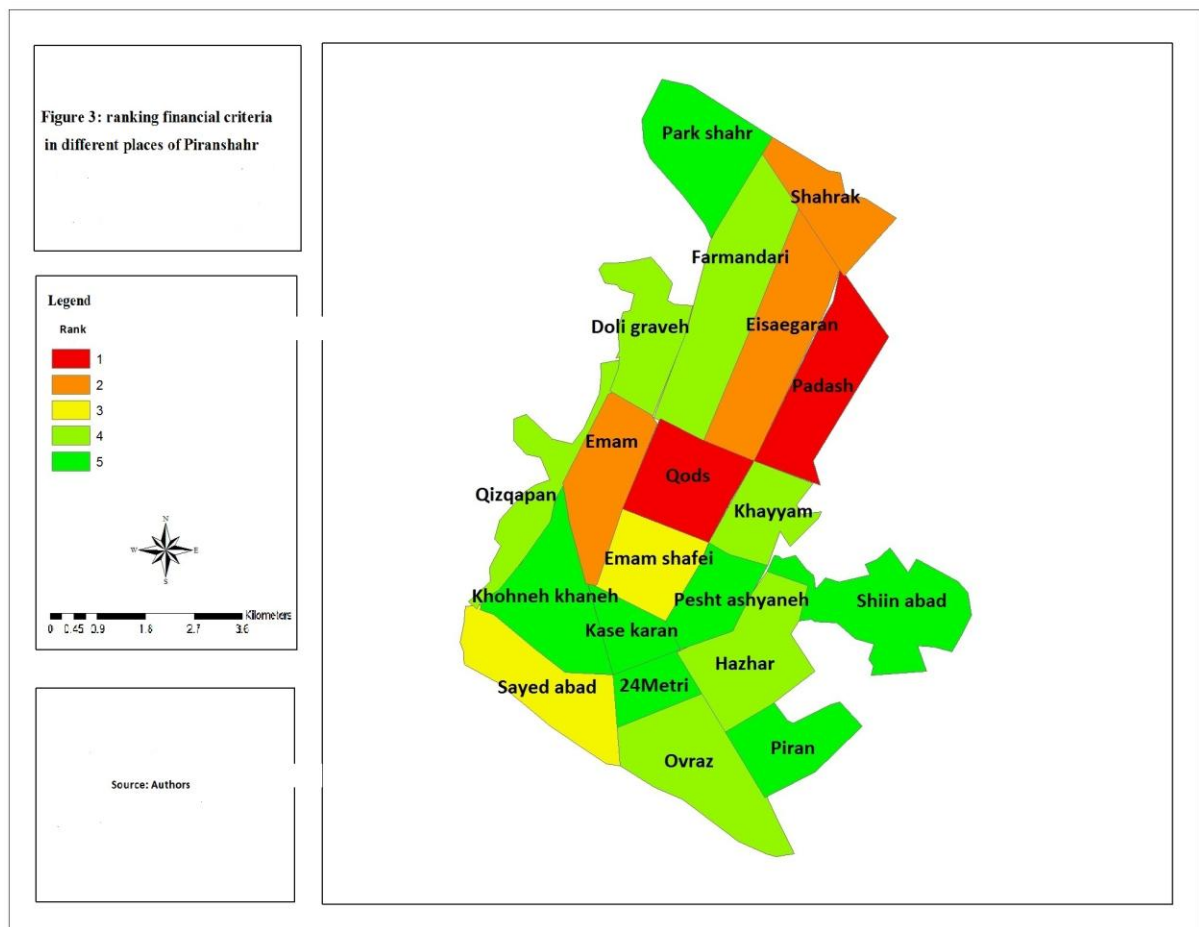 Figure 3: ranking financial criteria
in different places of Piranshahr
Legend
Rank
1
2
3
4
5
N
W
E
S
Kilometers
0 0.45 0.9 1.8 2.7 3.6
Source: Authors
Park shahr
Shahrak
Farmandari
Doli graveh
Eisaegaran
Padash
Emam
Qods
Qizqapan
Khayyam
Emam shafei
Khohneh khaneh
Pesht ashyaneh
Shiin abad
Kase karan
Hazhar
Sayed abad
24Metri
Piran
Ovraz